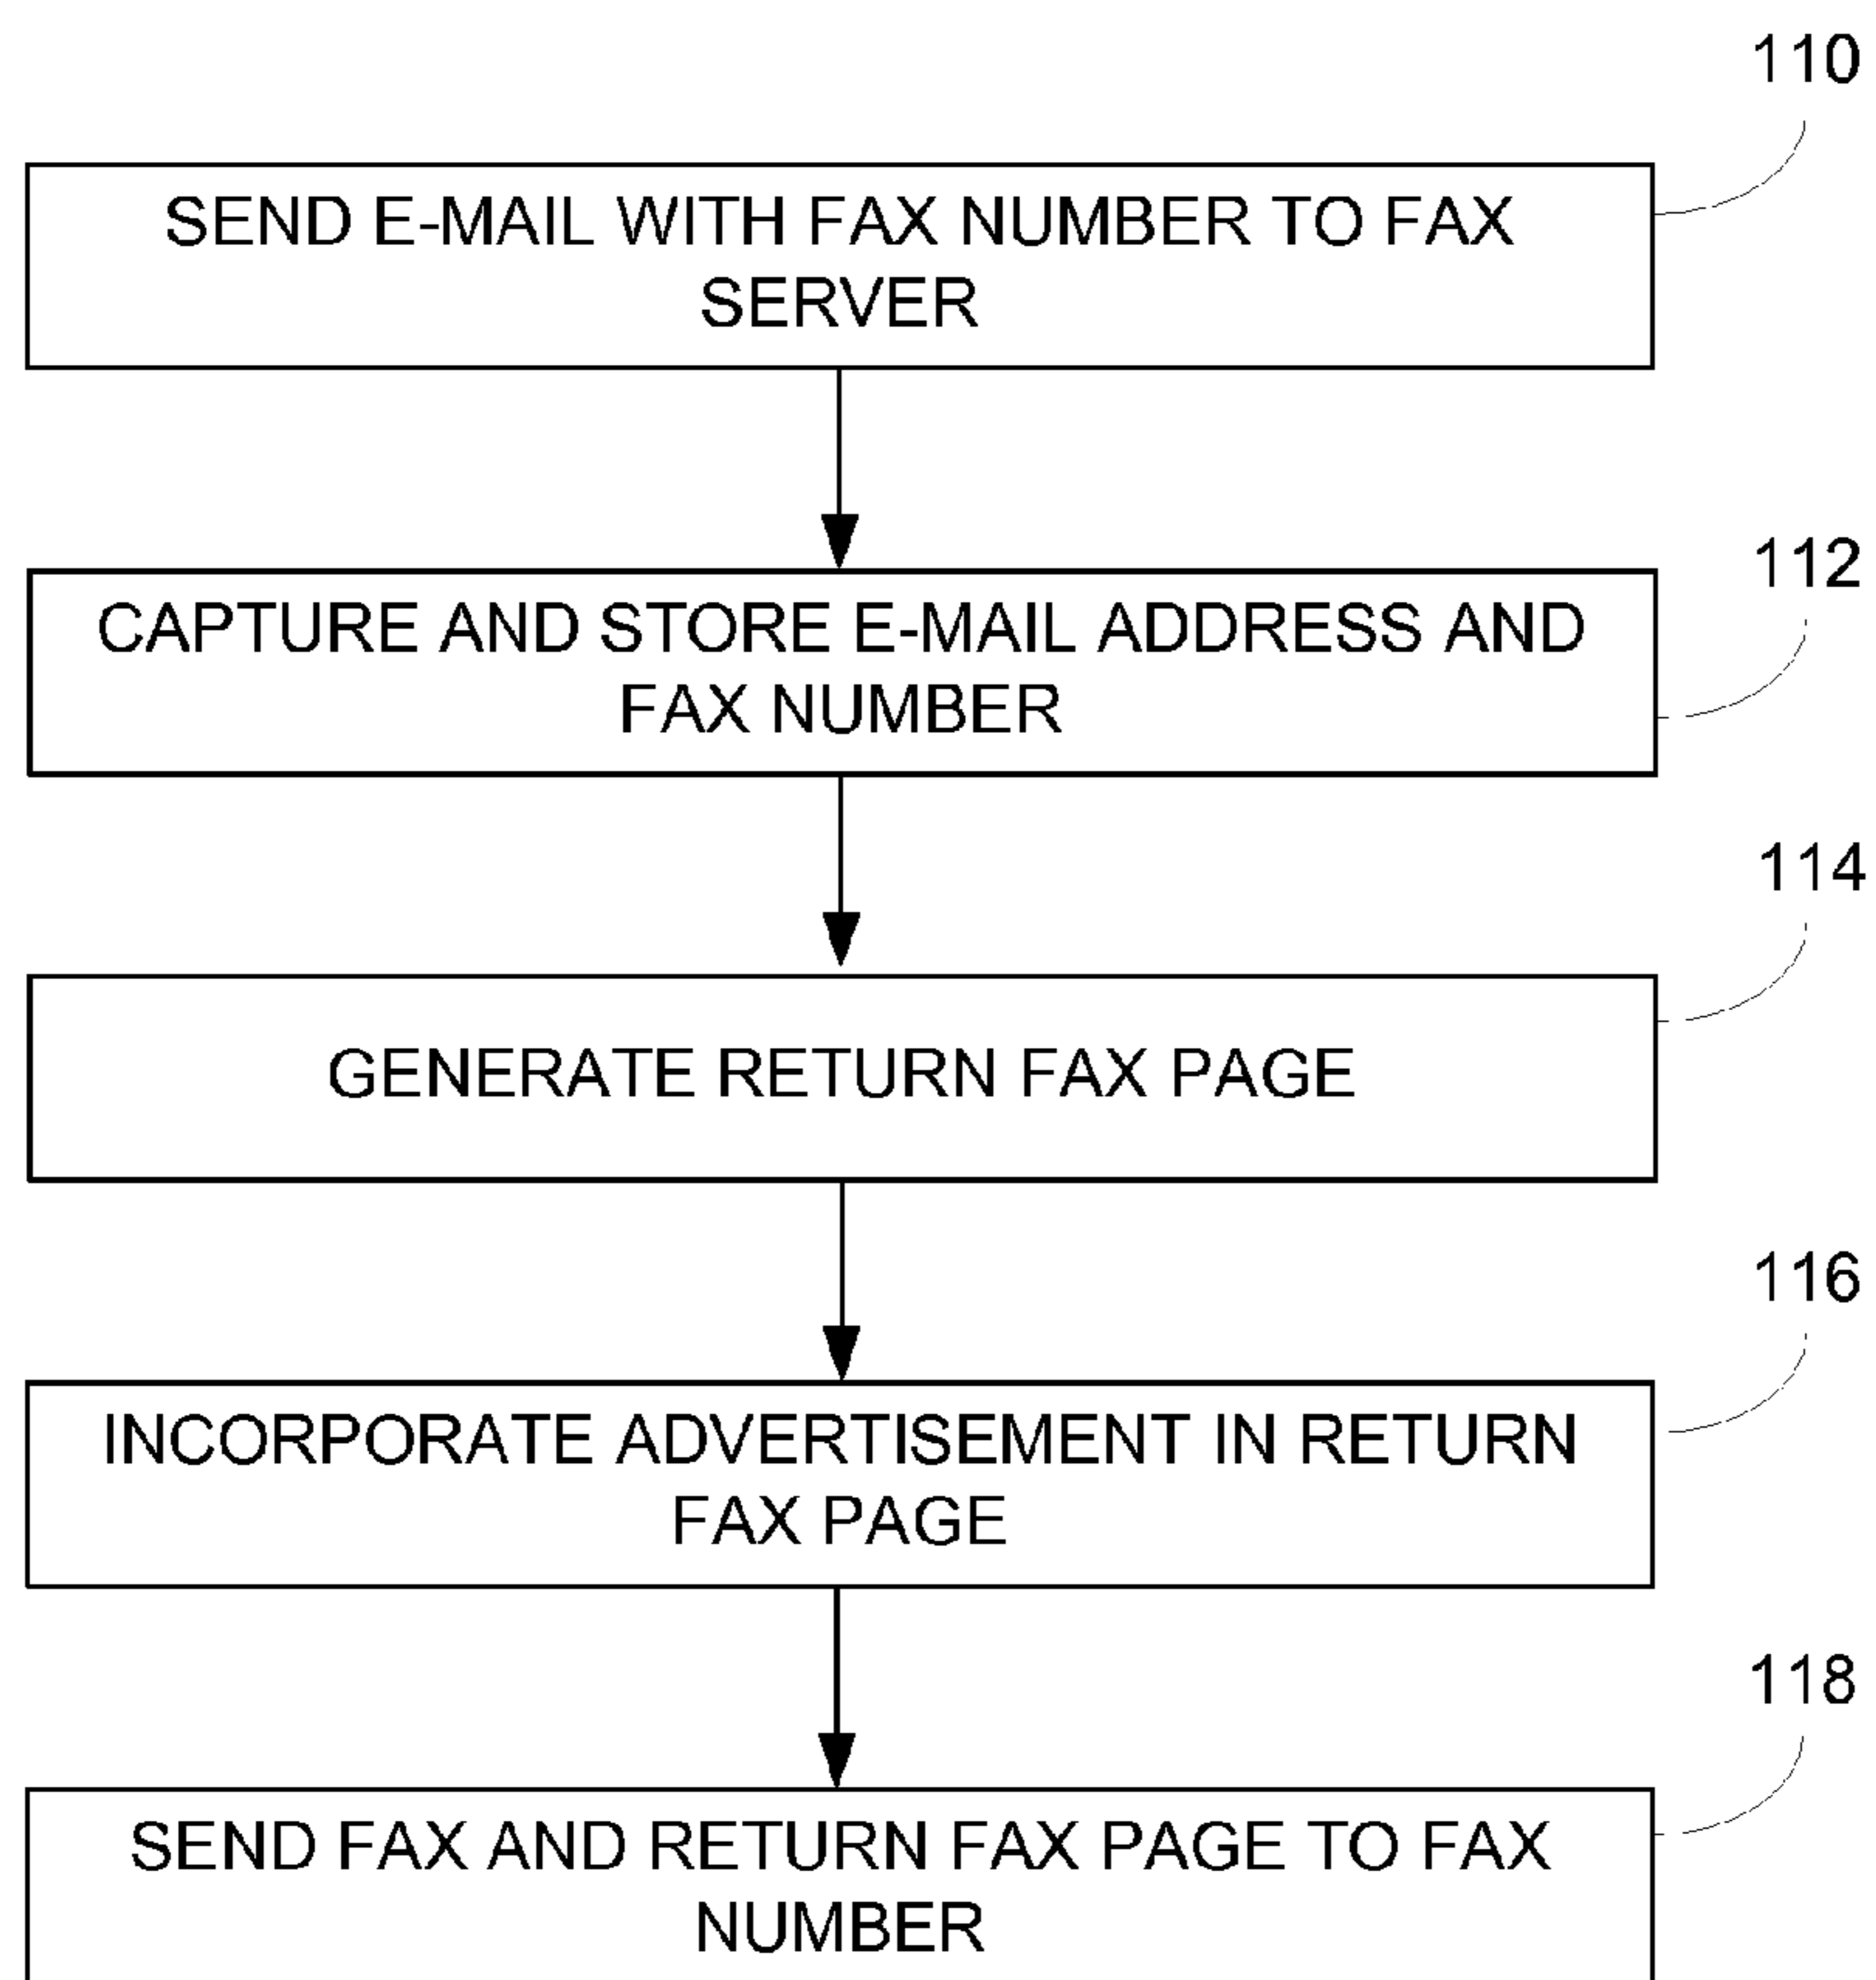 110
SEND E-MAIL WITH FAX NUMBER TO FAX
SERVER
112
CAPTURE AND STORE E-MAIL ADDRESS AND
FAX NUMBER
114
GENERATE RETURN FAX PAGE
116
INCORPORATE ADVERTISEMENT IN RETURN
FAX PAGE
118
SEND FAX AND RETURN FAX PAGE TO FAX
NUMBER